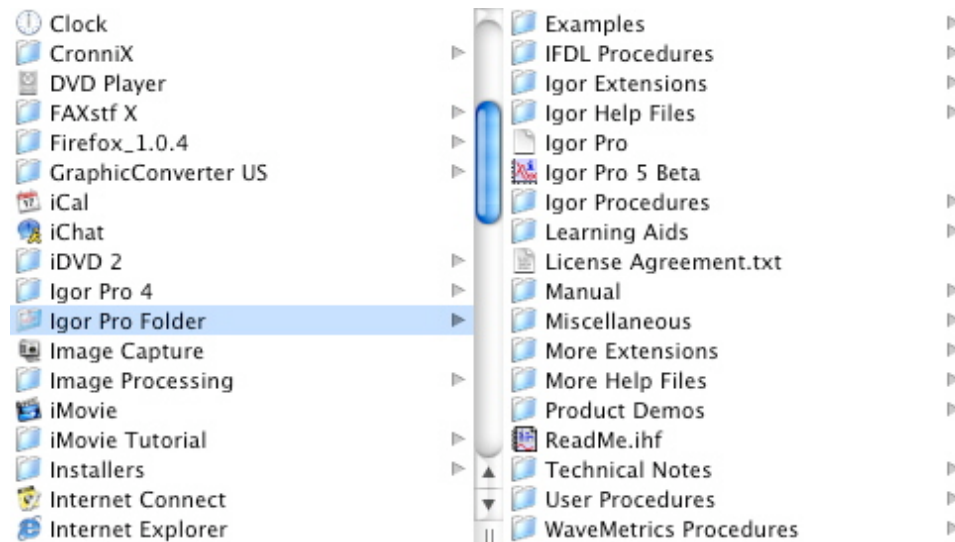 Clock
CronniX
DVD Player
FAXstf X
Firefox_1.0.4
GraphicConverter US
iCal
iChat
iDVD 2
Igor Pro 4
Igor Pro Folder
Image Capture
Image Processing
iMovie
iMovie Tutorial
Installers
Internet Connect
Internet Explorer
Examples
IFDL Procedures
Igor Extensions
Igor Help Files
Igor Pro
Igor Pro 5 Beta
Igor Procedures
Learning Aids
License Agreement.txt
Manual
Miscellaneous
More Extensions
More Help Files
Product Demos
ReadMe.ihf
Technical Notes
User Procedures
WaveMetrics Procedures